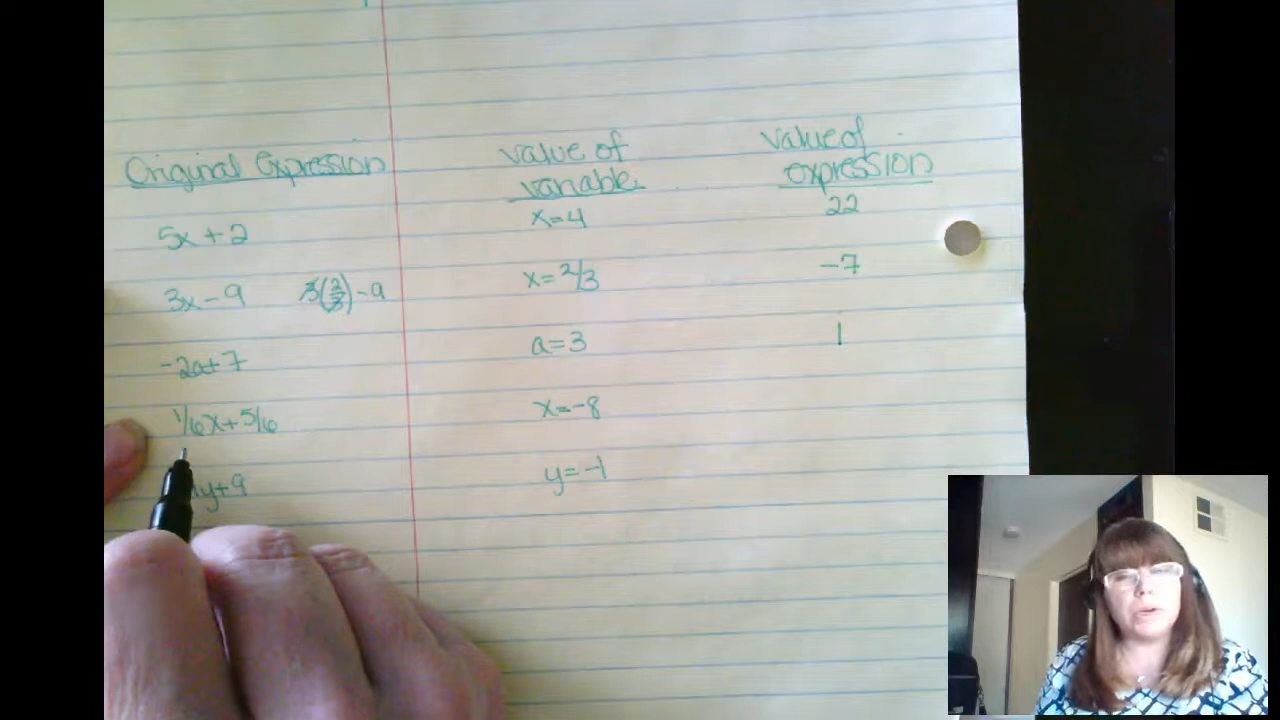 Original Expression
value of
variable
value of
expression
5x + 2
x=4
22
3x - 9
3(2/3) - 9
x=2/3
-7
-2a+7
a=3
1
1/6x+5/6
x=-8
y+9
y=-1